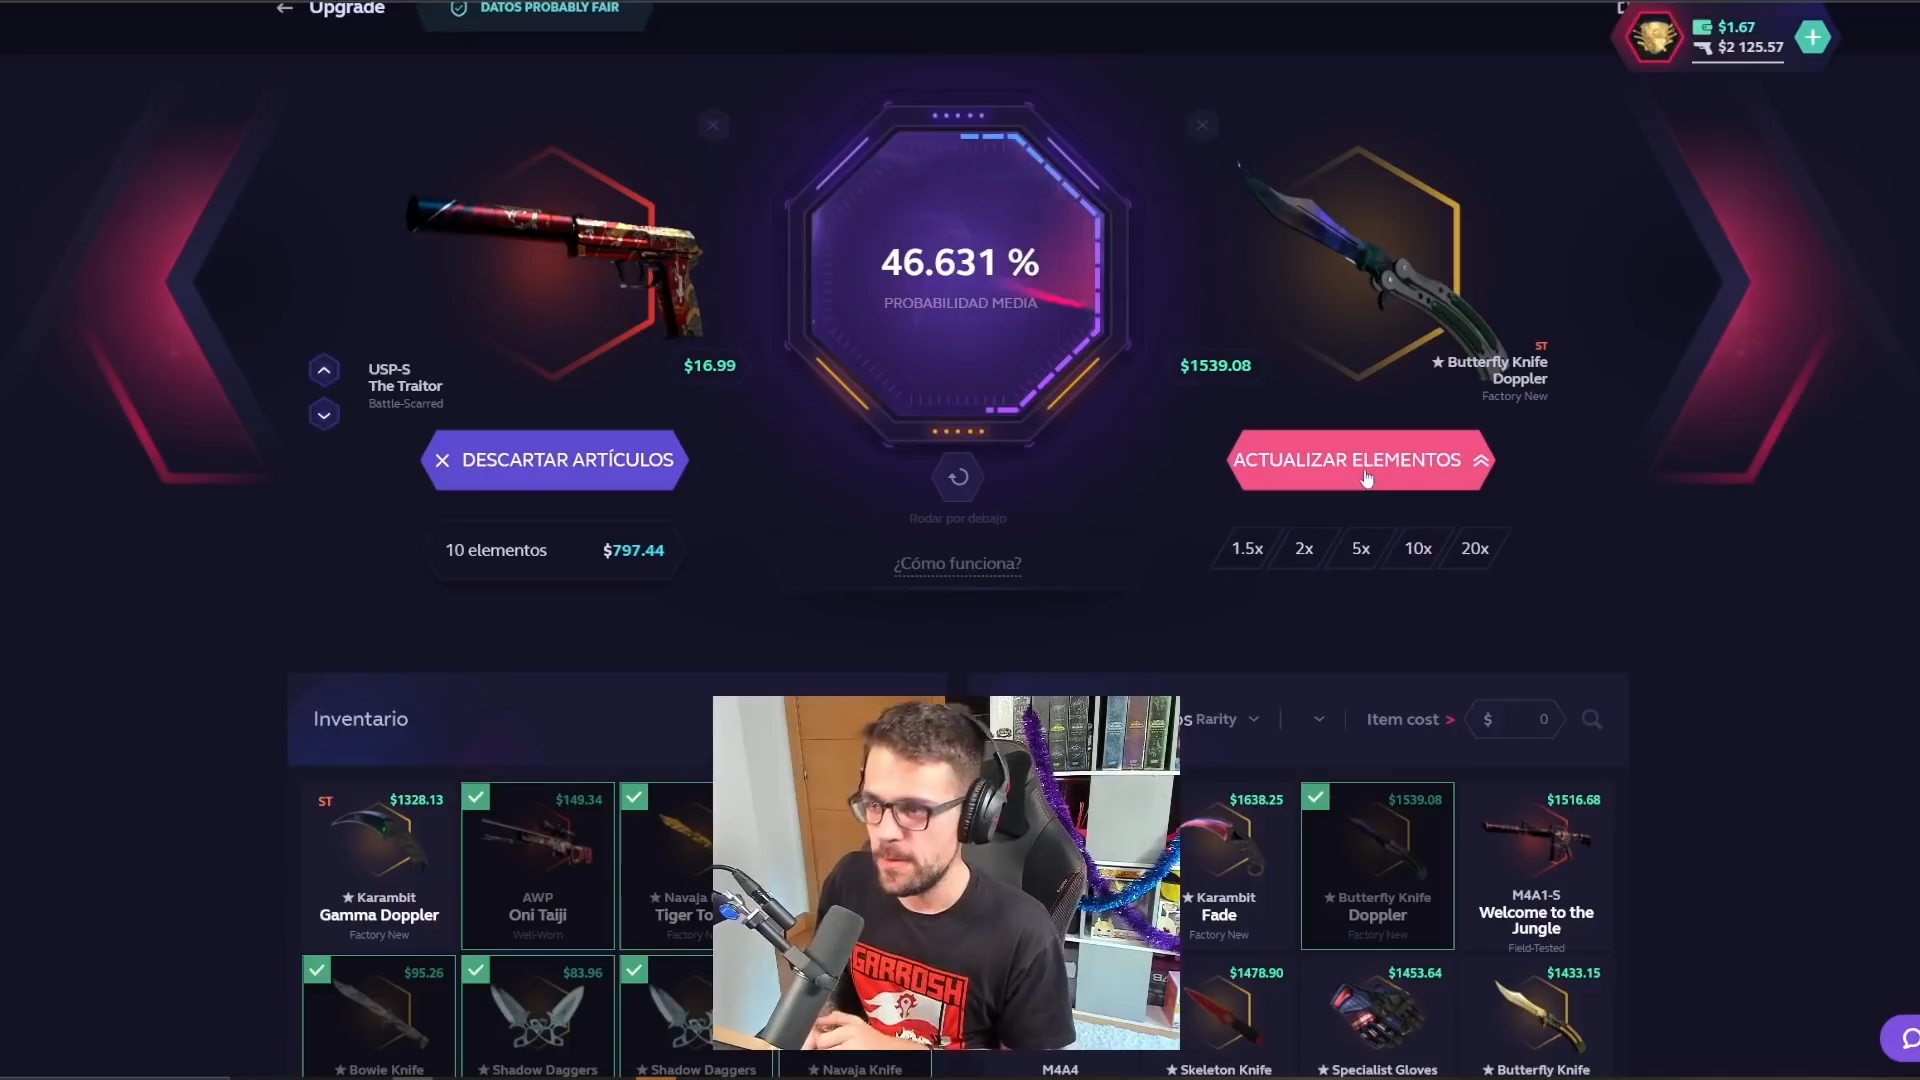 Upgrade
DATOS PROBABLY FAIR
$1.67
$2 125.57
46.631 %
PROBABILIDAD MEDIA
$16.99
USP-S
The Traitor
Battle-Scarred
$1539.08
ST
★ Butterfly Knife
Doppler
Factory New
DESCARTAR ARTÍCULOS
ACTUALIZAR ELEMENTOS
Rodar por debajo
10 elementos $797.44
¿Cómo funciona?
1.5x 2x 5x 10x 20x
Inventario
Rarity
Item cost >
$ 0
ST $1328.13
★ Karambit
Gamma Doppler
Factory New
$149.34
AWP
Oni Taiji
Well-Worn
★ Navaja
Tiger To
Factory N
$1638.25
★ Karambit
Fade
Factory New
$1539.08
★ Butterfly Knife
Doppler
Factory New
$1516.68
M4A1-S
Welcome to the
Jungle
Field-Tested
$95.26
★ Bowie Knife
$83.96
★ Shadow Daggers
★ Shadow Daggers
★ Navaja Knife
M4A4
$1478.90
★ Skeleton Knife
$1453.64
★ Specialist Gloves
$1433.15
★ Butterfly Knife
GARROSH